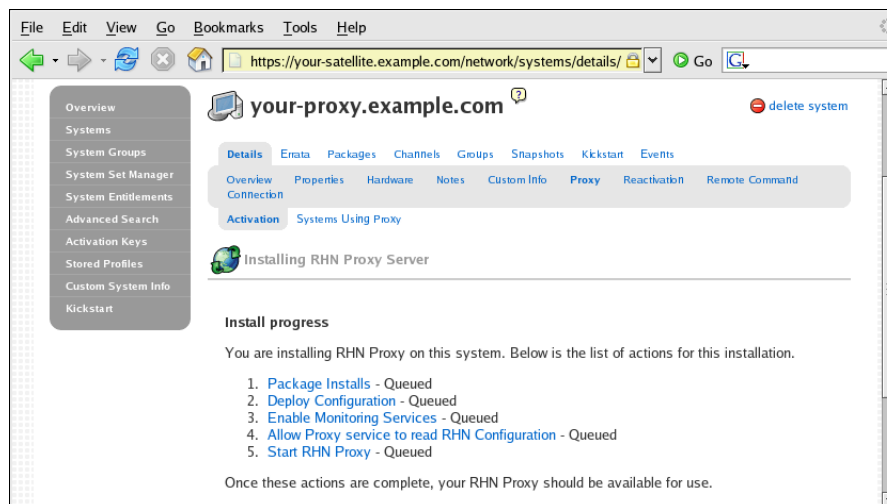 File Edit View Go Bookmarks Tools Help
https://your-satellite.example.com/network/systems/details/ Go G
Overview
Systems
System Groups
System Set Manager
System Entitlements
Advanced Search
Activation Keys
Stored Profiles
Custom System Info
Kickstart
your-proxy.example.com ?
delete system
Details Errata Packages Channels Groups Snapshots Kickstart Events
Overview Properties Hardware Notes Custom Info Proxy Reactivation Remote Command
Connection
Activation Systems Using Proxy
Installing RHN Proxy Server
Install progress
You are installing RHN Proxy on this system. Below is the list of actions for this installation.
1. Package Installs - Queued
2. Deploy Configuration - Queued
3. Enable Monitoring Services - Queued
4. Allow Proxy service to read RHN Configuration - Queued
5. Start RHN Proxy - Queued
Once these actions are complete, your RHN Proxy should be available for use.